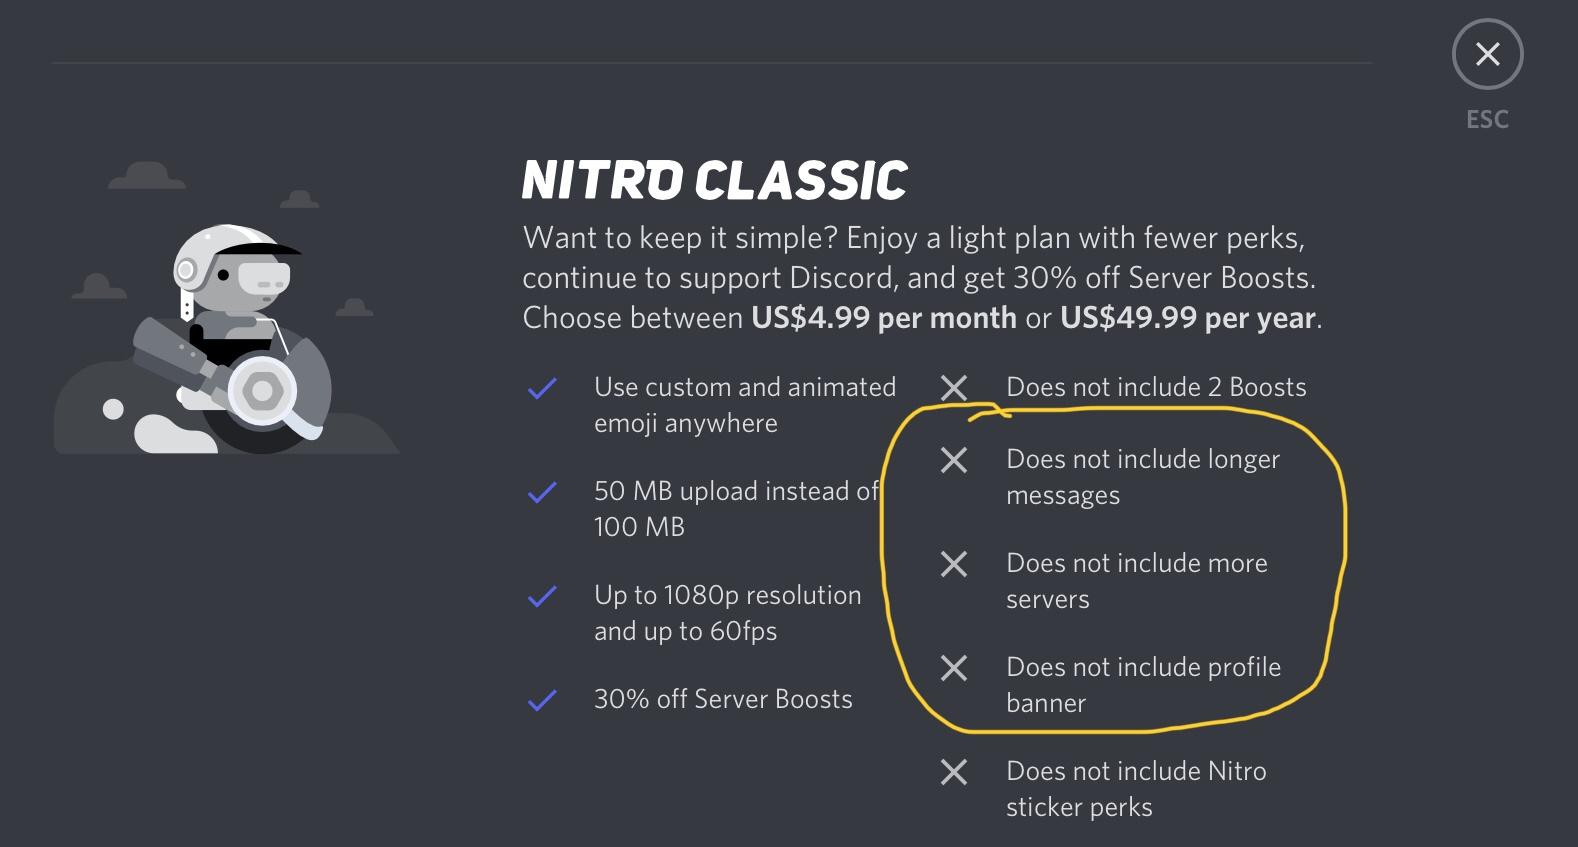 ESC
NITRO CLASSIC
Want to keep it simple? Enjoy a light plan with fewer perks,
continue to support Discord, and get 30% off Server Boosts.
Choose between US$4.99 per month or US$49.99 per year.
Use custom and animated
emoji anywhere
50 MB upload instead of
100 MB
Up to 1080p resolution
and up to 60fps
30% off Server Boosts
Does not include 2 Boosts
Does not include longer
messages
Does not include more
servers
Does not include profile
banner
Does not include Nitro
sticker perks